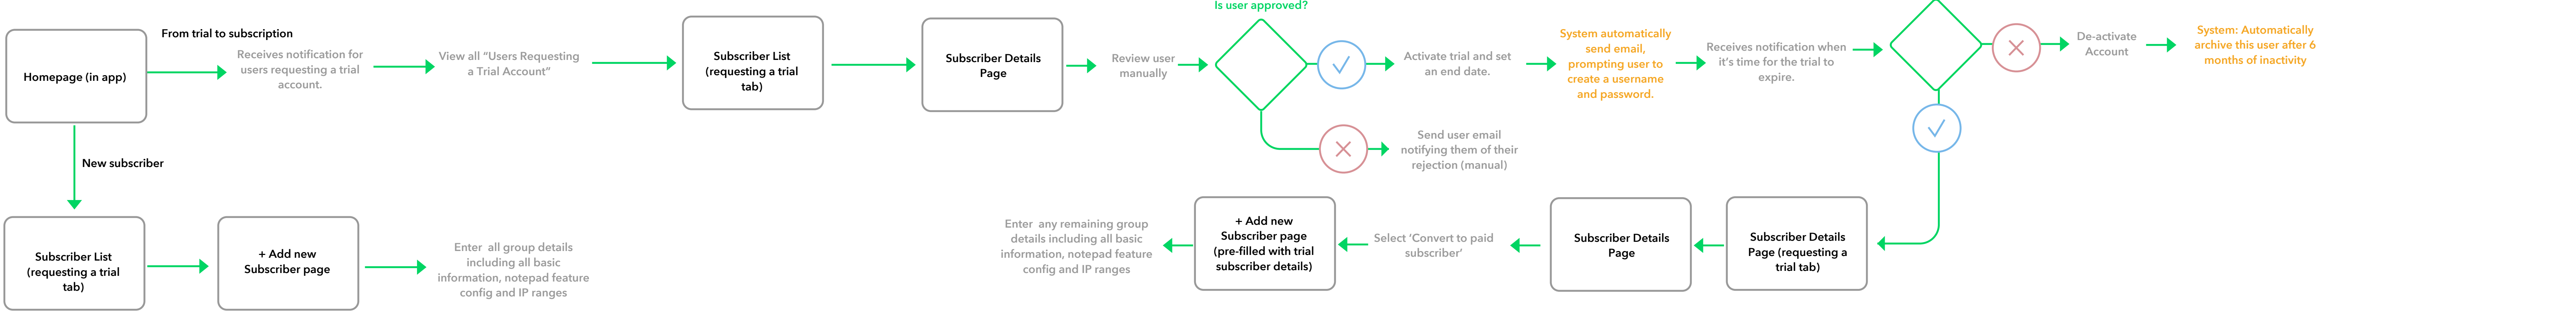 Is user approved?
From trial to subscription
Homepage (in app)
Receives notification for
users requesting a trial
account.
View all “Users Requesting
a Trial Account”
Subscriber List
(requesting a trial
tab)
Subscriber Details
Page
Review user
manually
Activate trial and set
an end date.
System automatically
send email,
prompting user to
create a username
and password.
Receives notification when
it’s time for the trial to
expire.
De-activate
Account
System: Automatically
archive this user after 6
months of inactivity
Send user email
notifying them of their
rejection (manual)
New subscriber
Subscriber List
(requesting a trial
tab)
+ Add new
Subscriber page
Enter  all group details
including all basic
information, notepad feature
config and IP ranges
Enter  any remaining group
details including all basic
information, notepad feature
config and IP ranges
+ Add new
Subscriber page
(pre-filled with trial
subscriber details)
Select ‘Convert to paid
subscriber’
Subscriber Details
Page
Subscriber Details
Page (requesting a
trial tab)